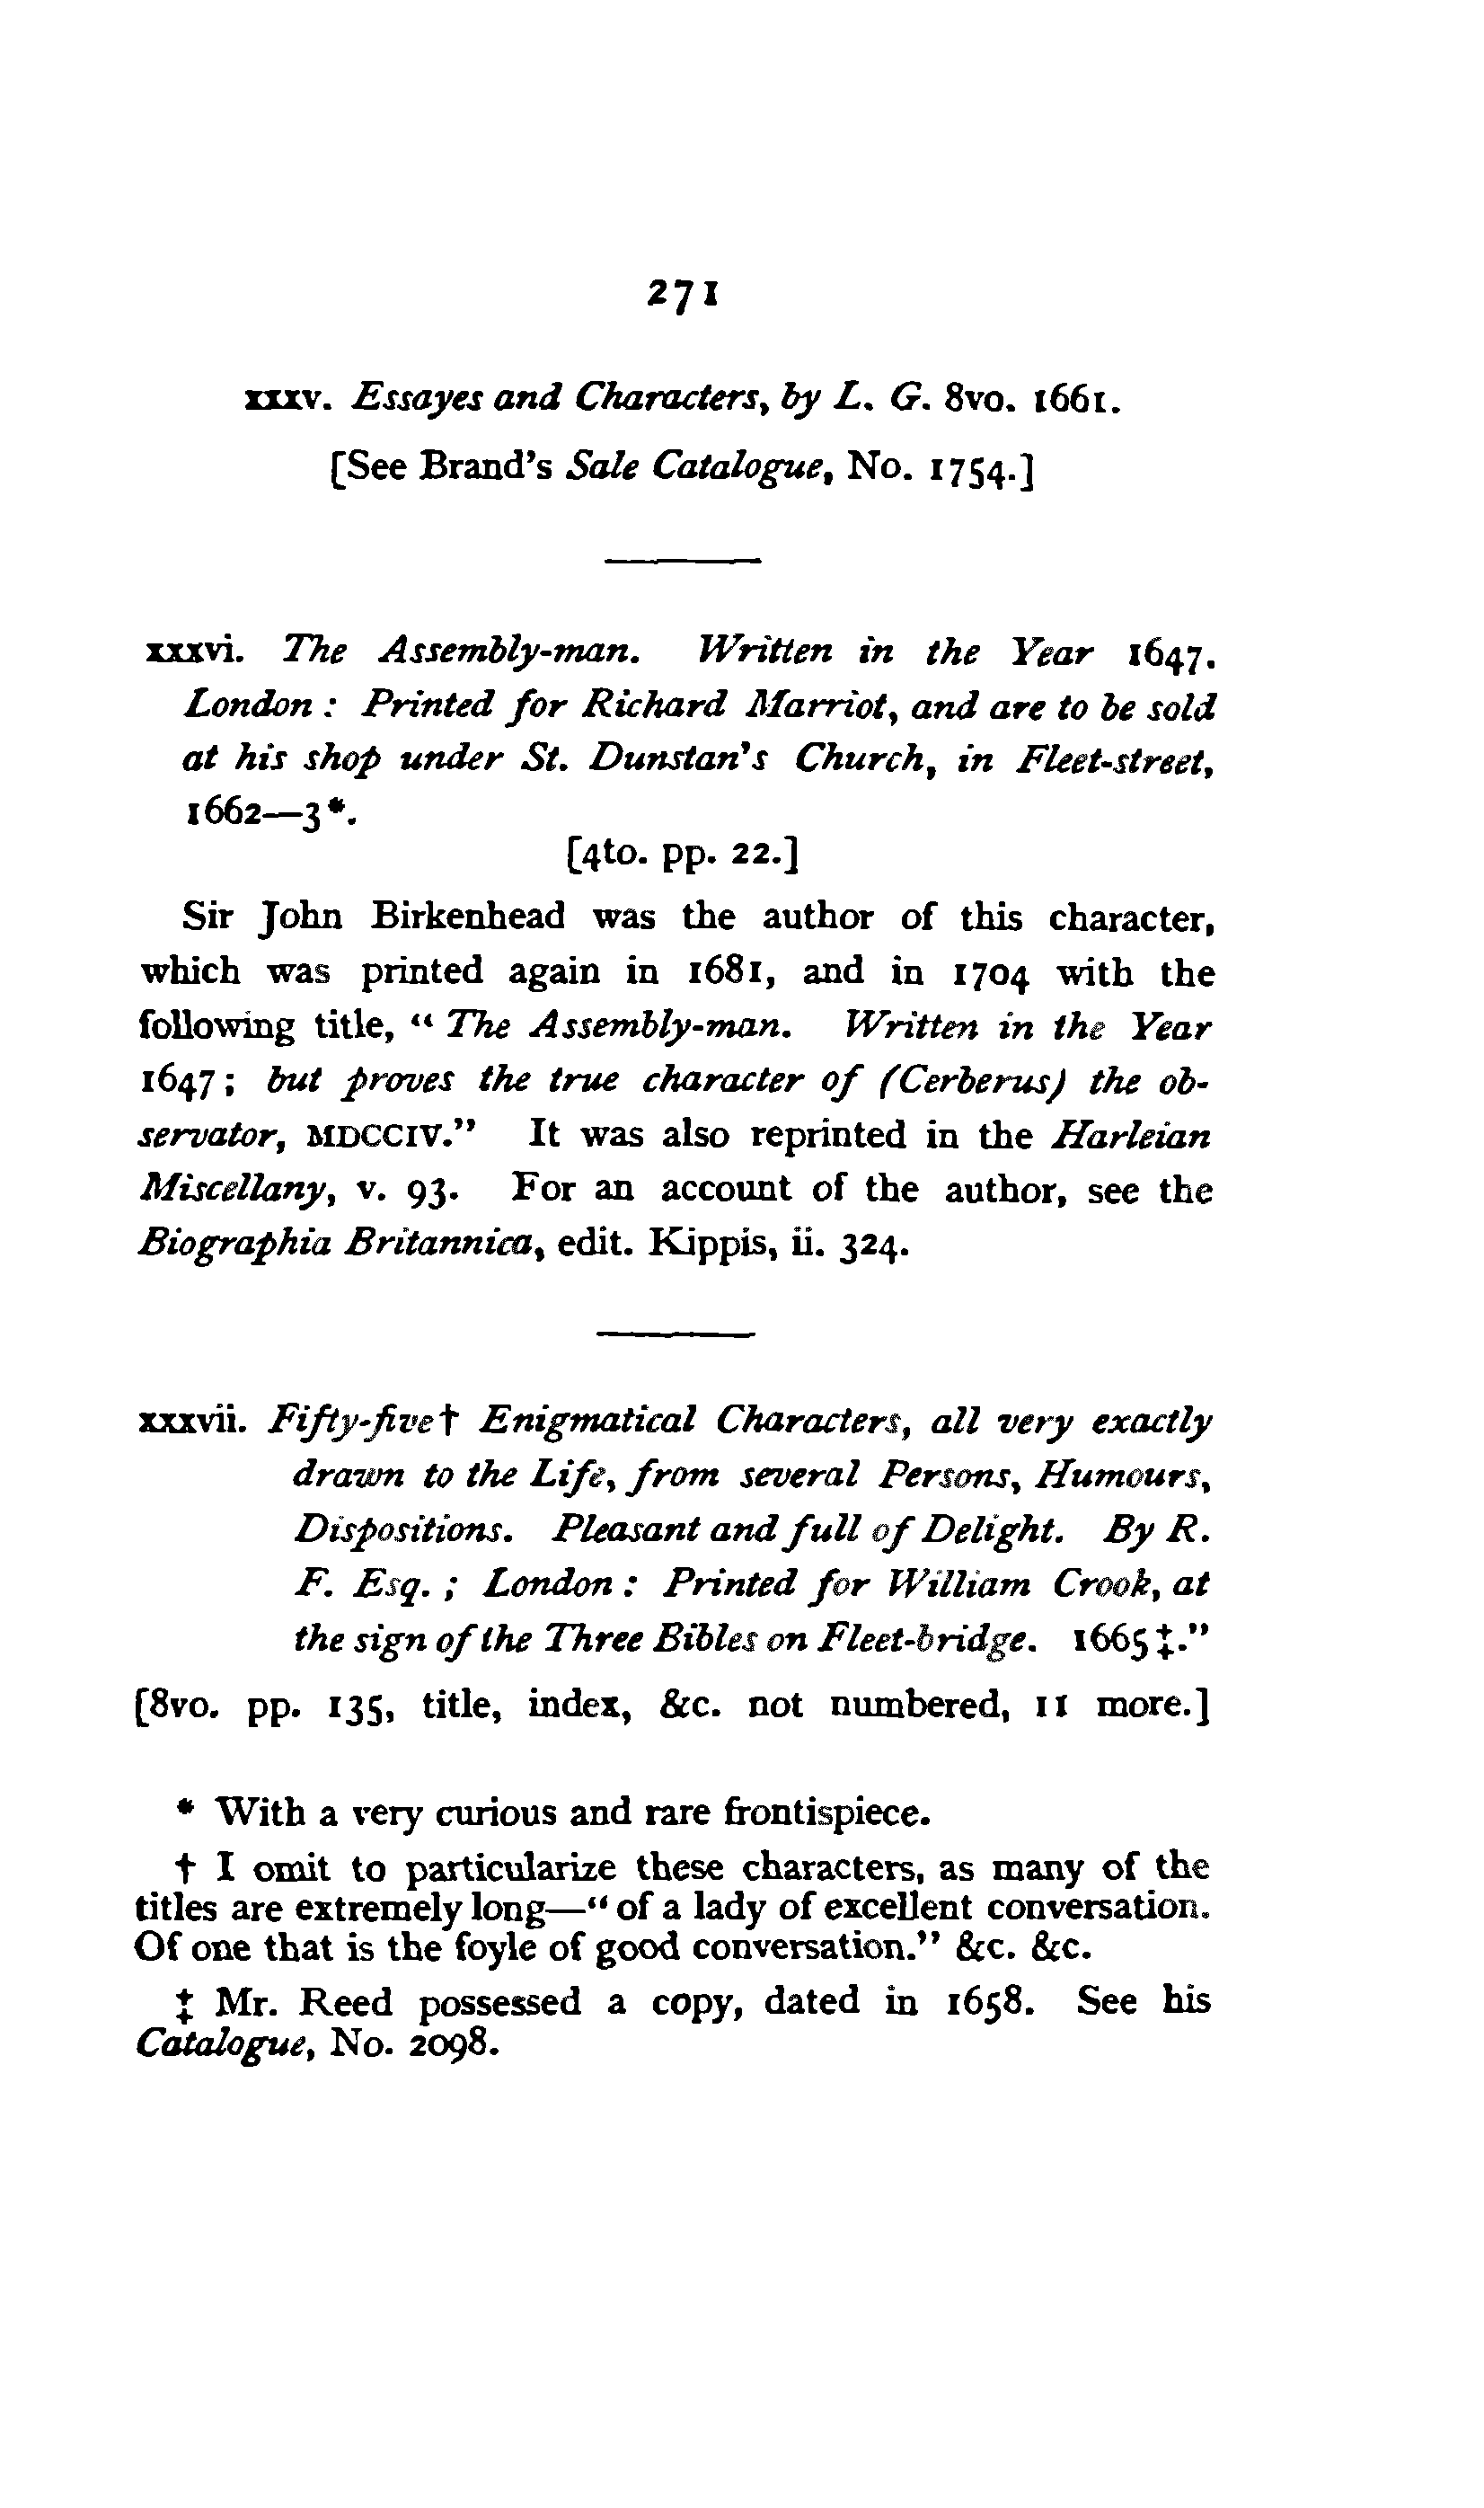 271
xxxv. Essayes and Characters, by L. G. 8vo. 1661.
[See Brand's Sale Catalogue, No. 1754.]
xxxvi. The Assembly-man. Written in the Year 1647.
London : Printed for Richard Marriot, and are to be sold
at his shop under St. Dunstan's Church, in Fleet-street,
1662—3*.
[4to. pp. 22.]
Sir John Birkenhead was the author of this character,
which was printed again in 1681, and in 1704 with the
following title, “ The Assembly-man. Written in the Year
1647 ; but proves the true character of (Cerberus) the ob-
servator, MDCCIV.” It was also reprinted in the Harleian
Miscellany, v. 93. For an account of the author, see the
Biographia Britannica, edit. Kippis, ii. 324.
xxxvii. Fifty-five† Enigmatical Characters, all very exactly
drawn to the Life, from several Persons, Humours,
Dispositions. Pleasant and full of Delight. By R.
F. Esq. ; London : Printed for William Crook, at
the sign of the Three Bibles on Fleet-bridge. 1665 ‡.”
[8vo. pp. 135, title, index, &c. not numbered, 11 more.]
* With a very curious and rare frontispiece.
† I omit to particularize these characters, as many of the
titles are extremely long—“ of a lady of excellent conversation.
Of one that is the foyle of good conversation.” &c. &c.
‡ Mr. Reed possessed a copy, dated in 1658. See his
Catalogue, No. 2098.